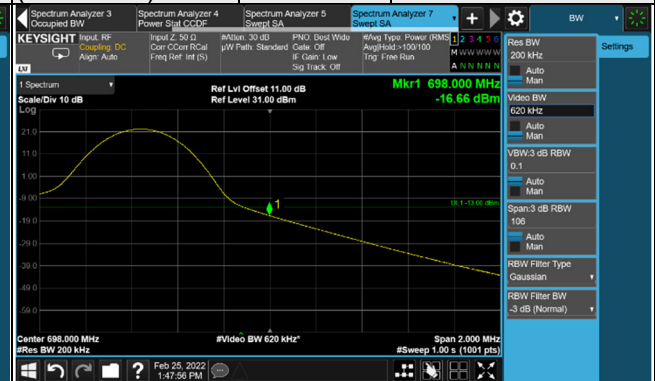 Spectrum Analyzer 3
Occupied BW
Spectrum Analyzer 4
Power Stat CCDF
Spectrum Analyzer 5
Swept SA
Spectrum Analyzer 7
Swept SA
BW
KEYSIGHT
Input: RF
Coupling: DC
Align: Auto
Input Z: 50 Ω
Corr CCorr RCal
Freq Ref: Int (S)
#Atten: 30 dB
µW Path: Standard
PNO: Best Wide
Gate: Off
IF Gain: Low
Sig Track: Off
#Avg Type: Power (RMS
Avg|Hold:>100/100
Trig: Free Run
1 2 3 4 5 6
M W W W W W
A N N N N N
LXI
1 Spectrum
Scale/Div 10 dB
Log
Ref Lvl Offset 11.00 dB
Ref Level 31.00 dBm
Mkr1 698.000 MHz
-16.66 dBm
21.0
11.0
1.00
-9.00
-19.0
-29.0
-39.0
-49.0
-59.0
1
DL1 -13.00 dBm
Center 698.000 MHz
#Res BW 200 kHz
#Video BW 620 kHz*
Span 2.000 MHz
#Sweep 1.00 s (1001 pts)
Feb 25, 2022
1:47:56 PM
Res BW
200 kHz
Auto
Man
Video BW
620 kHz
Auto
Man
VBW:3 dB RBW
0.1
Auto
Man
Span:3 dB RBW
106
Auto
Man
RBW Filter Type
Gaussian
RBW Filter BW
-3 dB (Normal)
Settings